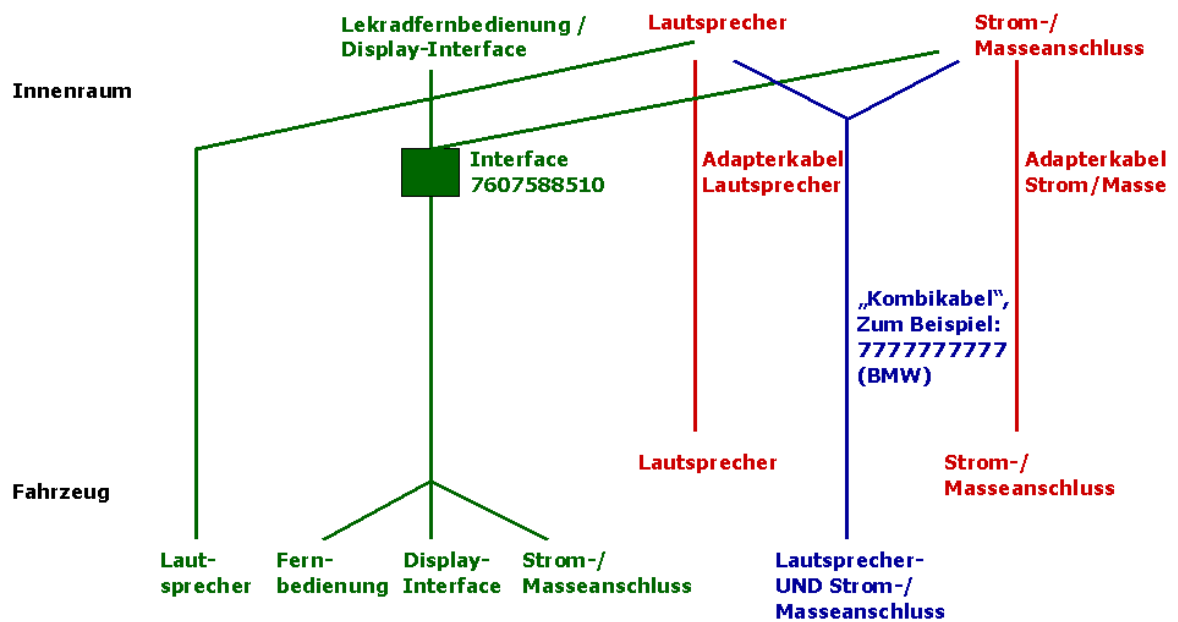 Lekradfernbedienung /
Display-Interface
Lautsprecher
Strom-/
Masseanschluss
Innenraum
Interface
7607588510
Adapterkabel
Lautsprecher
Adapterkabel
Strom/Masse
„Kombikabel“,
Zum Beispiel:
7777777777
(BMW)
Lautsprecher
Strom-/
Masseanschluss
Fahrzeug
Laut-
sprecher
Fern-
bedienung
Display-
Interface
Strom-/
Masseanschluss
Lautsprecher-
UND Strom-/
Masseanschluss